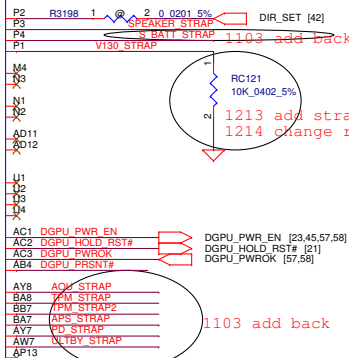 P2 R3198 1 @ 2 0_0201_5% DIR_SET [42]
P3 SPEAKER_STRAP
P4 S_BATT_STRAP 1103 add back
P1 V130_STRAP
M4
N3
N1
N2
AD11
AD12
1
RC121
10K_0402_5%
2
1213 add stra
1214 change r
U1
U2
U3
U4
AC1 DGPU_PWR_EN DGPU_PWR_EN [23,45,57,58]
AC2 DGPU_HOLD_RST# DGPU_HOLD_RST# [21]
AC3 DGPU_PWROK DGPU_PWROK [57,58]
AB4 DGPU_PRSNT#
AY8 AOU_STRAP
BA8 TPM_STRAP
BB7 TPM_STRAP2
BA7 APS_STRAP
AY7 PD_STRAP 1103 add back
AW7 ULTBY_STRAP
AP13